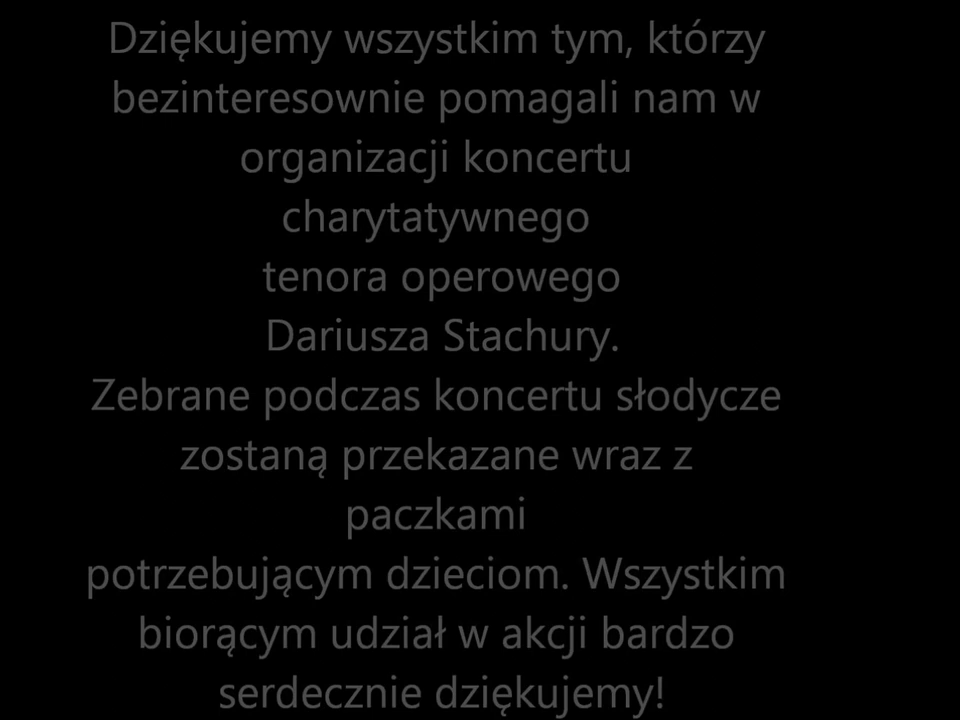 Dziękujemy wszystkim tym, którzy
bezinteresownie pomagali nam w
organizacji koncertu
charytatywnego
tenora operowego
Dariusza Stachury.
Zebrane podczas koncertu słodycze
zostaną przekazane wraz z
paczkami
potrzebującym dzieciom. Wszystkim
biorącym udział w akcji bardzo
serdecznie dziękujemy!